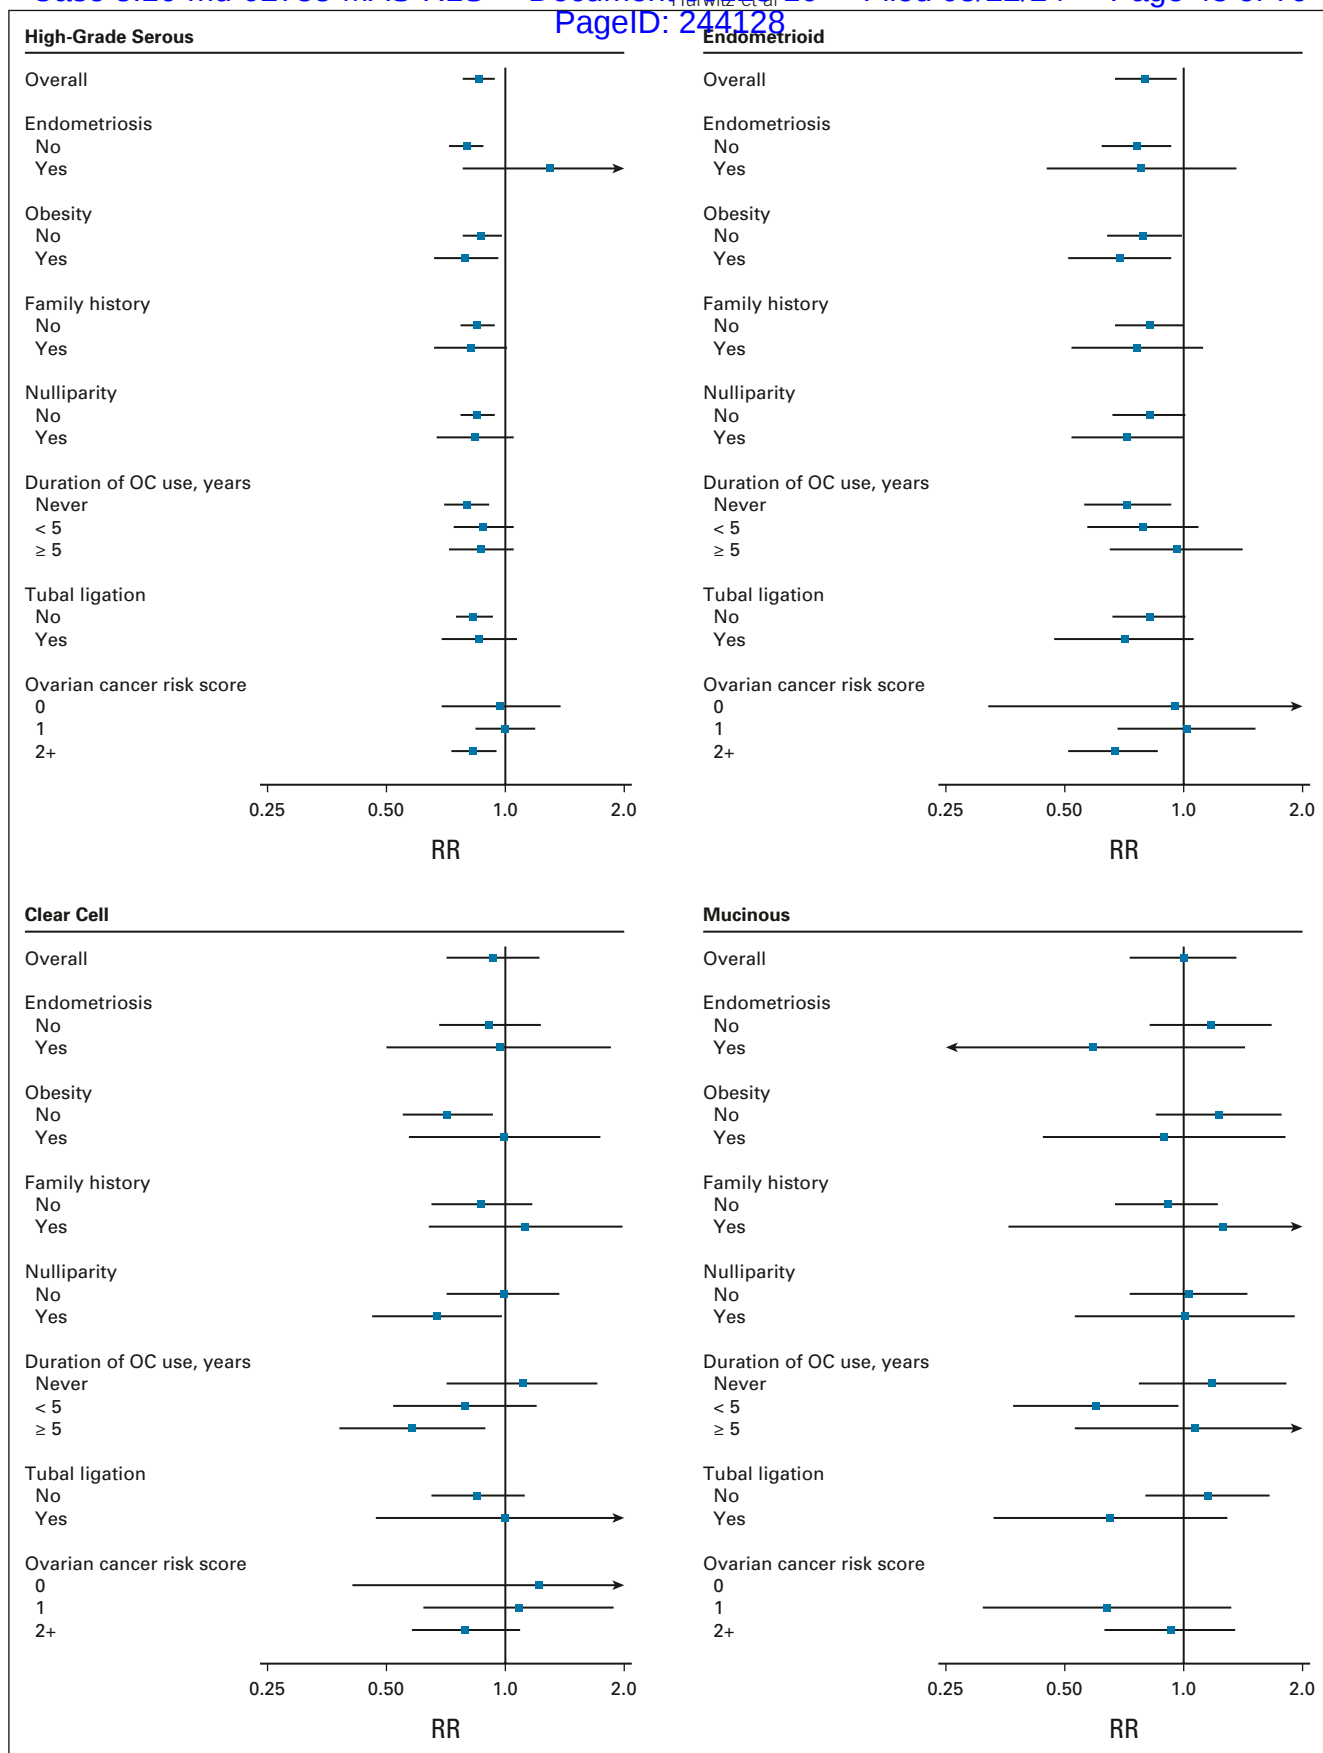 PageID: 244128
High-Grade Serous
Overall
Endometriosis
No
Yes
Obesity
No
Yes
Family history
No
Yes
Nulliparity
No
Yes
Duration of OC use, years
Never
< 5
≥ 5
Tubal ligation
No
Yes
Ovarian cancer risk score
0
1
2+
0.25 0.50 1.0 2.0
RR
Endometrioid
Overall
Endometriosis
No
Yes
Obesity
No
Yes
Family history
No
Yes
Nulliparity
No
Yes
Duration of OC use, years
Never
< 5
≥ 5
Tubal ligation
No
Yes
Ovarian cancer risk score
0
1
2+
0.25 0.50 1.0 2.0
RR
Clear Cell
Overall
Endometriosis
No
Yes
Obesity
No
Yes
Family history
No
Yes
Nulliparity
No
Yes
Duration of OC use, years
Never
< 5
≥ 5
Tubal ligation
No
Yes
Ovarian cancer risk score
0
1
2+
0.25 0.50 1.0 2.0
RR
Mucinous
Overall
Endometriosis
No
Yes
Obesity
No
Yes
Family history
No
Yes
Nulliparity
No
Yes
Duration of OC use, years
Never
< 5
≥ 5
Tubal ligation
No
Yes
Ovarian cancer risk score
0
1
2+
0.25 0.50 1.0 2.0
RR